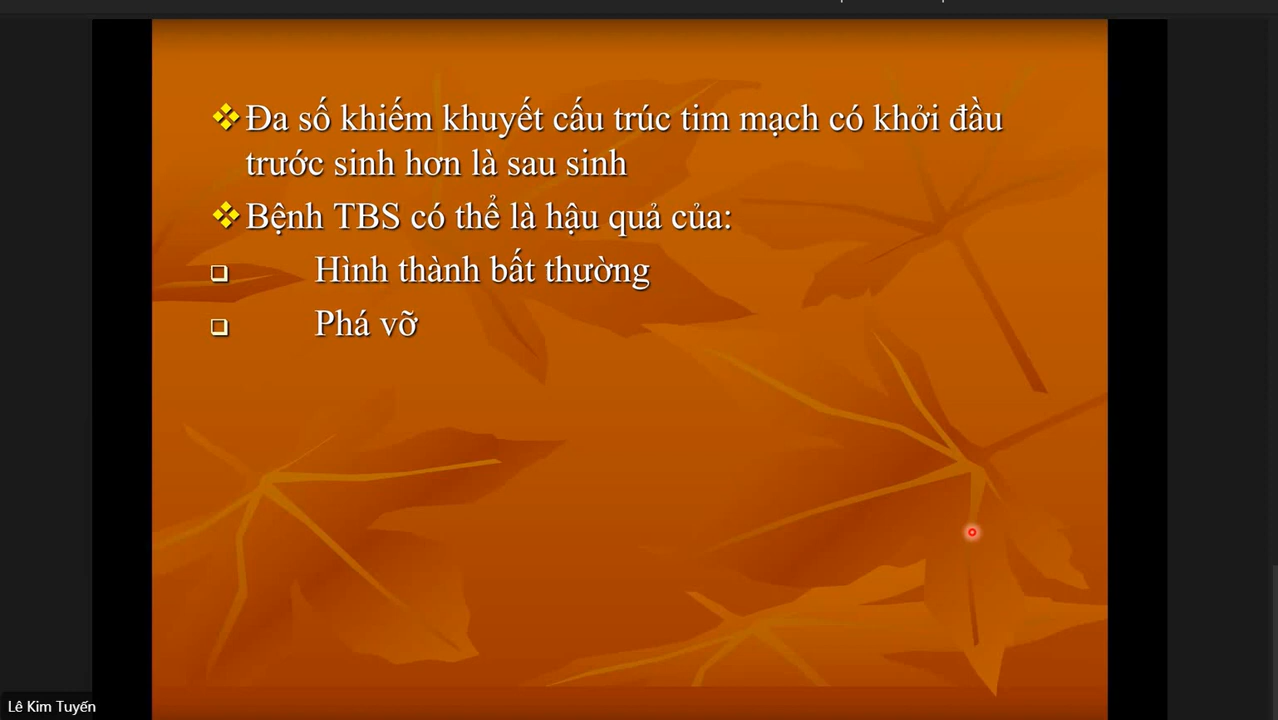 Đa số khiếm khuyết cấu trúc tim mạch có khởi đầu
trước sinh hơn là sau sinh
Bệnh TBS có thể là hậu quả của:
Hình thành bất thường
Phá vỡ
Lê Kim Tuyến